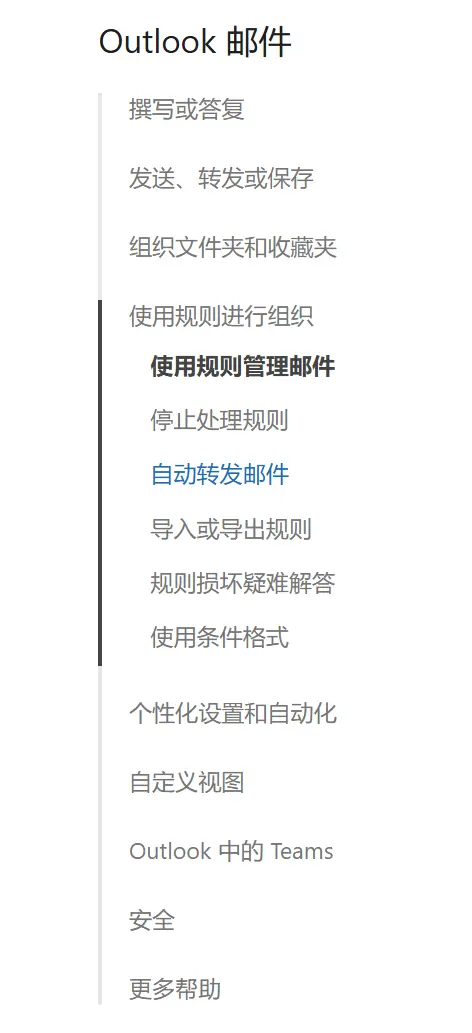 Outlook 邮件
撰写或答复
发送、转发或保存
组织文件夹和收藏夹
使用规则进行组织
使用规则管理邮件
停止处理规则
自动转发邮件
导入或导出规则
规则损坏疑难解答
使用条件格式
个性化设置和自动化
自定义视图
Outlook 中的 Teams
安全
更多帮助